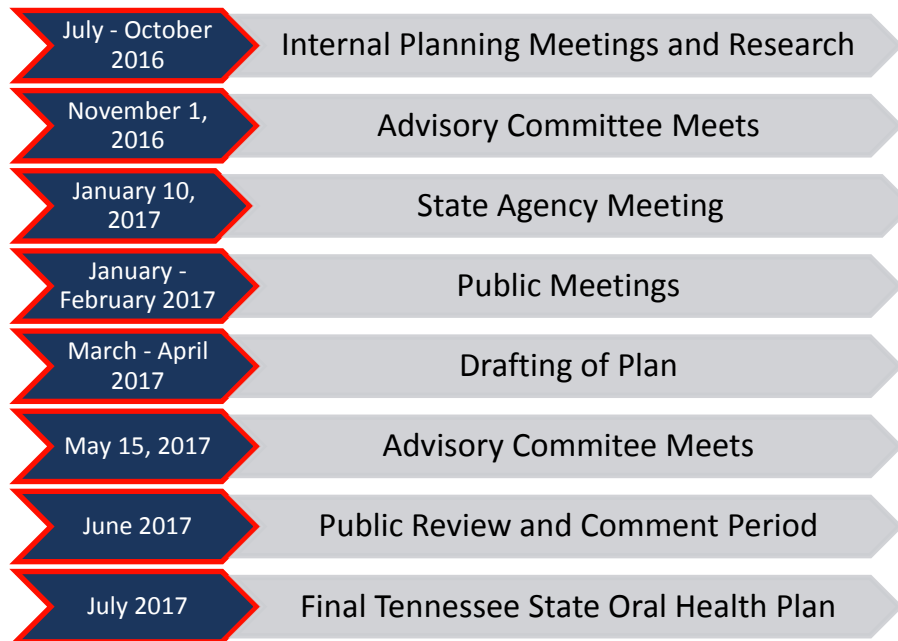 July - October
2016
Internal Planning Meetings and Research
November 1,
2016
Advisory Committee Meets
January 10,
2017
State Agency Meeting
January -
February 2017
Public Meetings
March - April
2017
Drafting of Plan
May 15, 2017
Advisory Commitee Meets
June 2017
Public Review and Comment Period
July 2017
Final Tennessee State Oral Health Plan